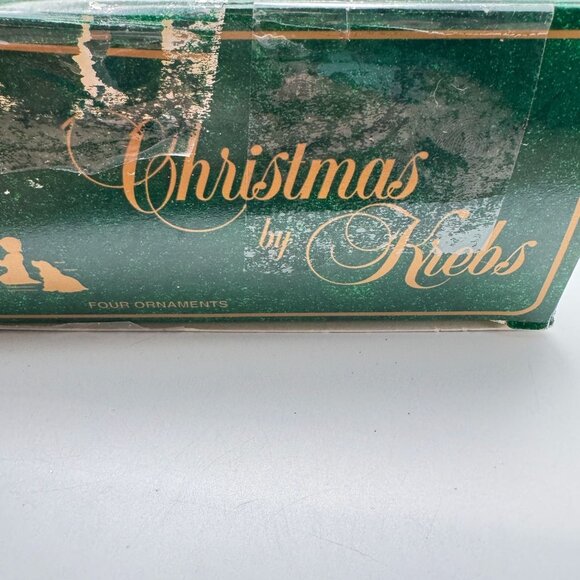 Christmas
by Krebs
FOUR ORNAMENTS